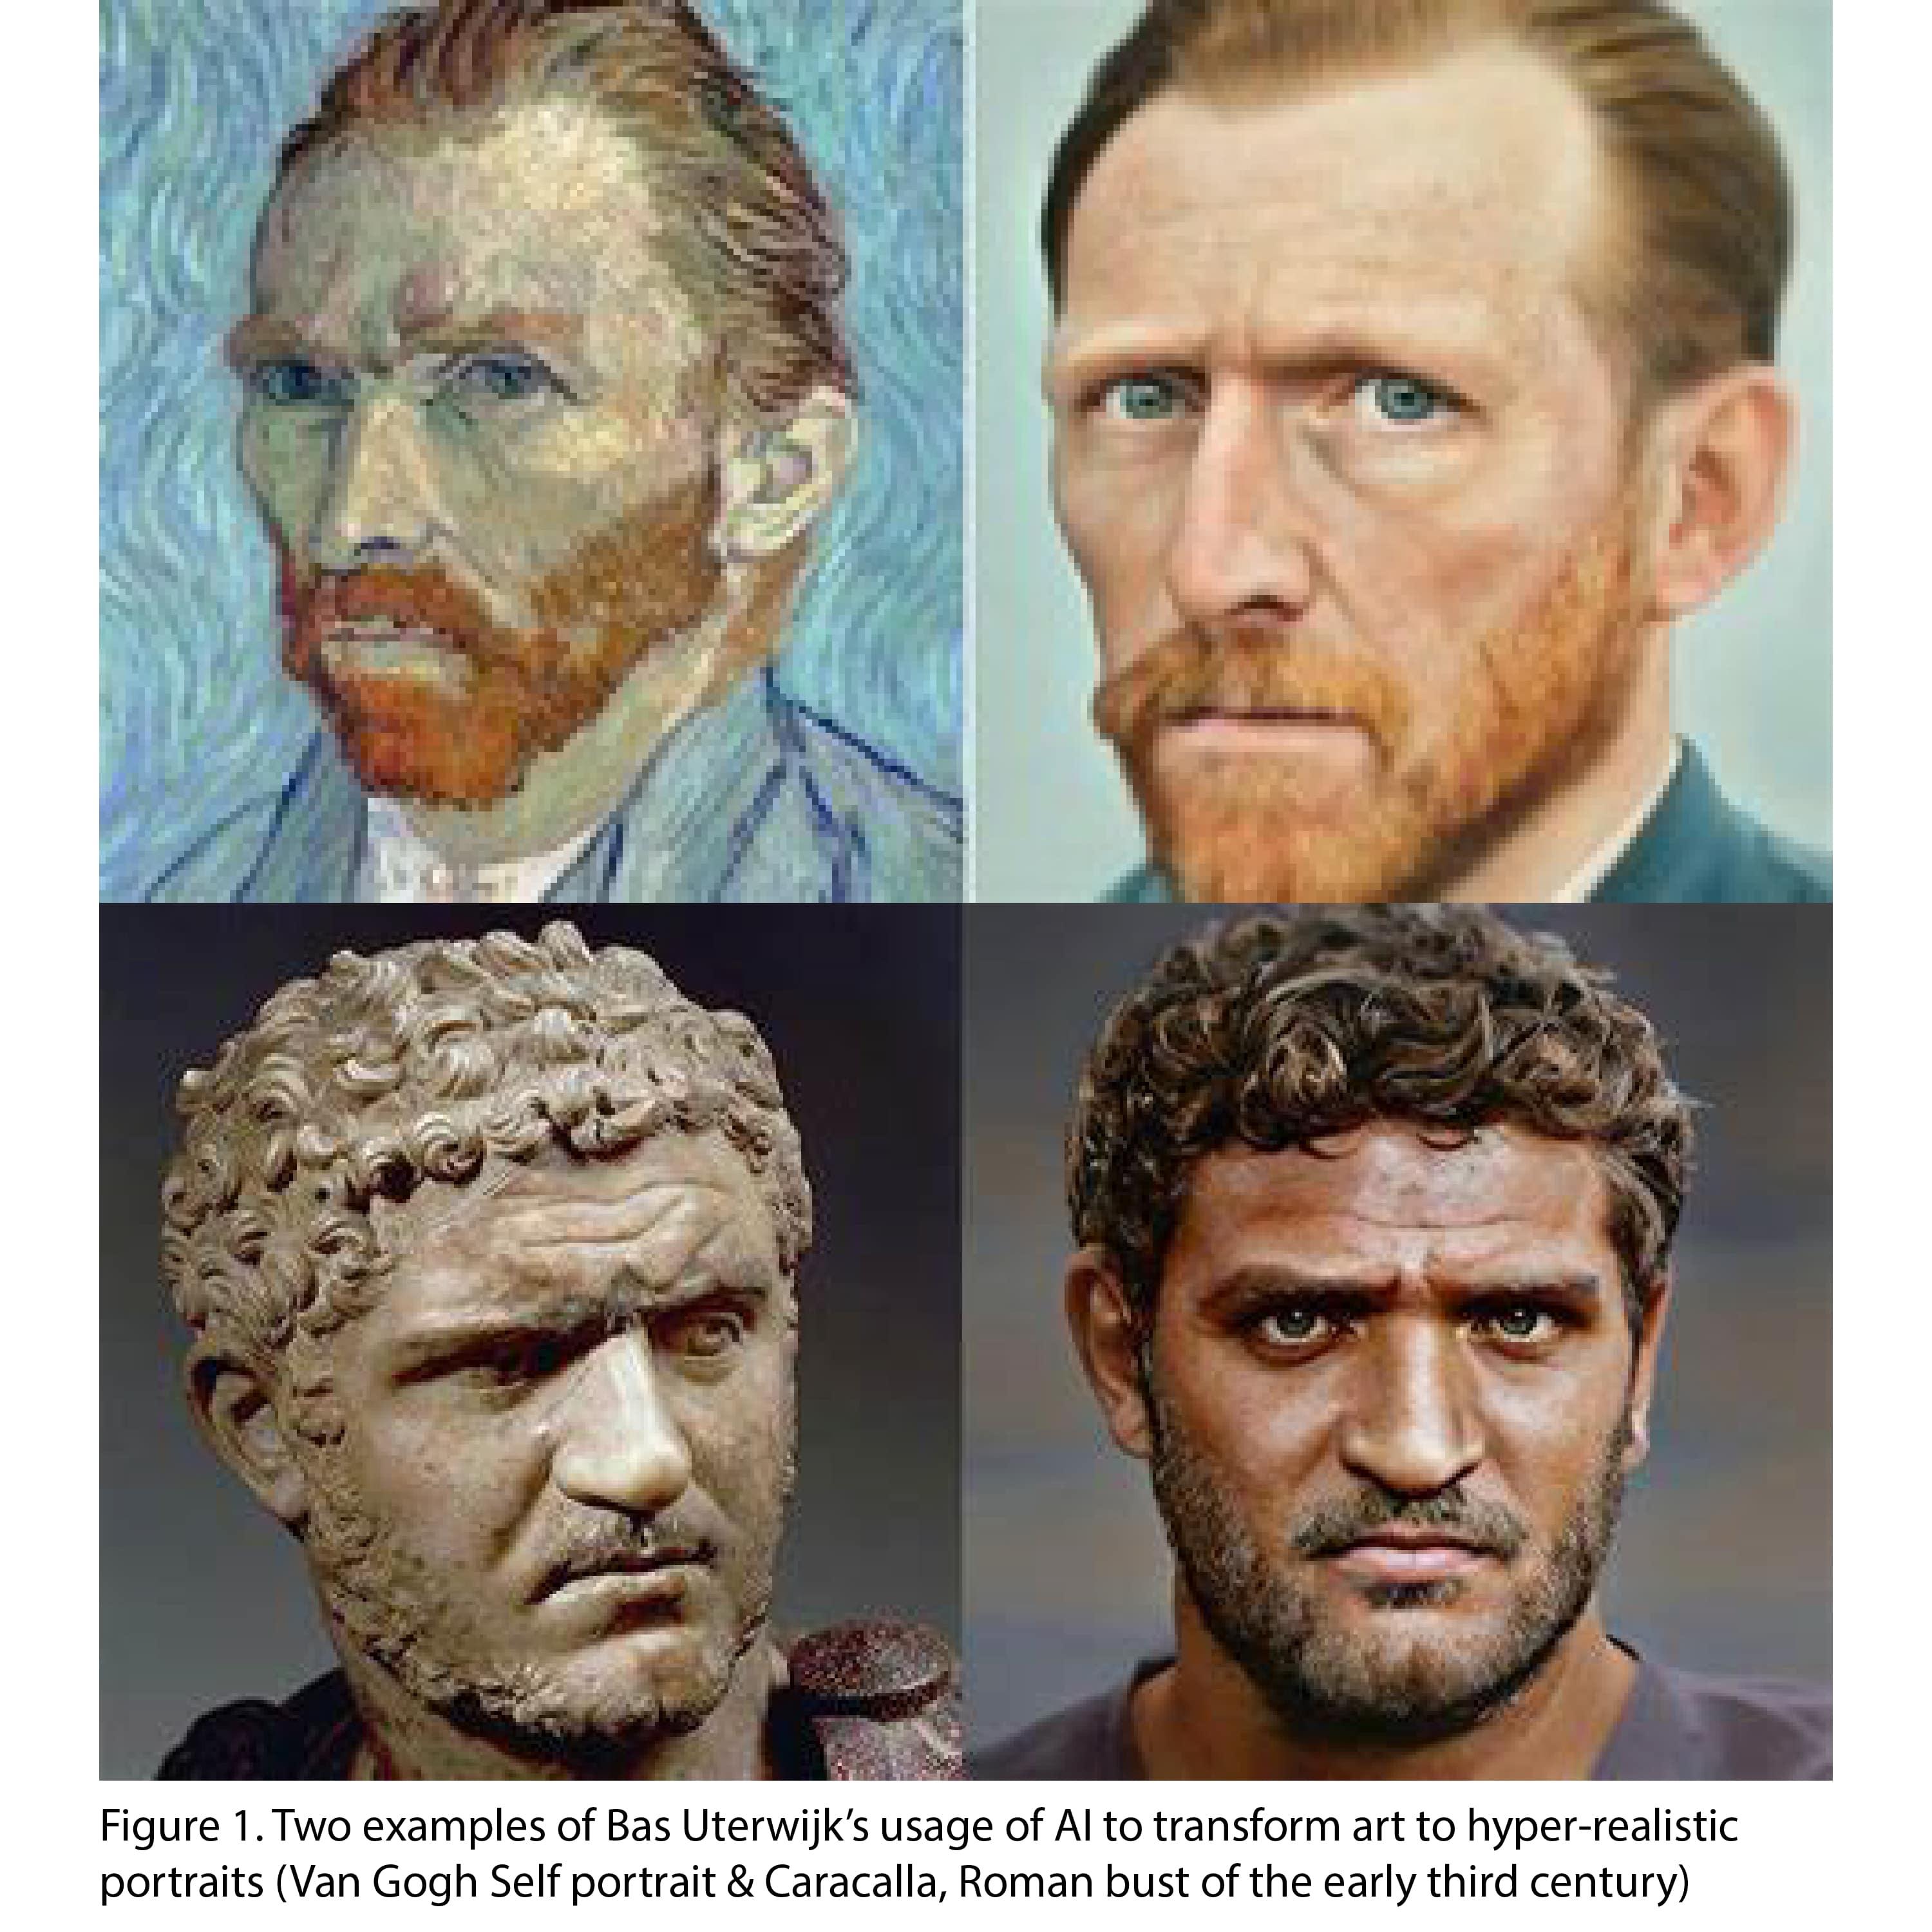 Figure 1. Two examples of Bas Uterwijk’s usage of AI to transform art to hyper-realistic
portraits (Van Gogh Self portrait & Caracalla, Roman bust of the early third century)